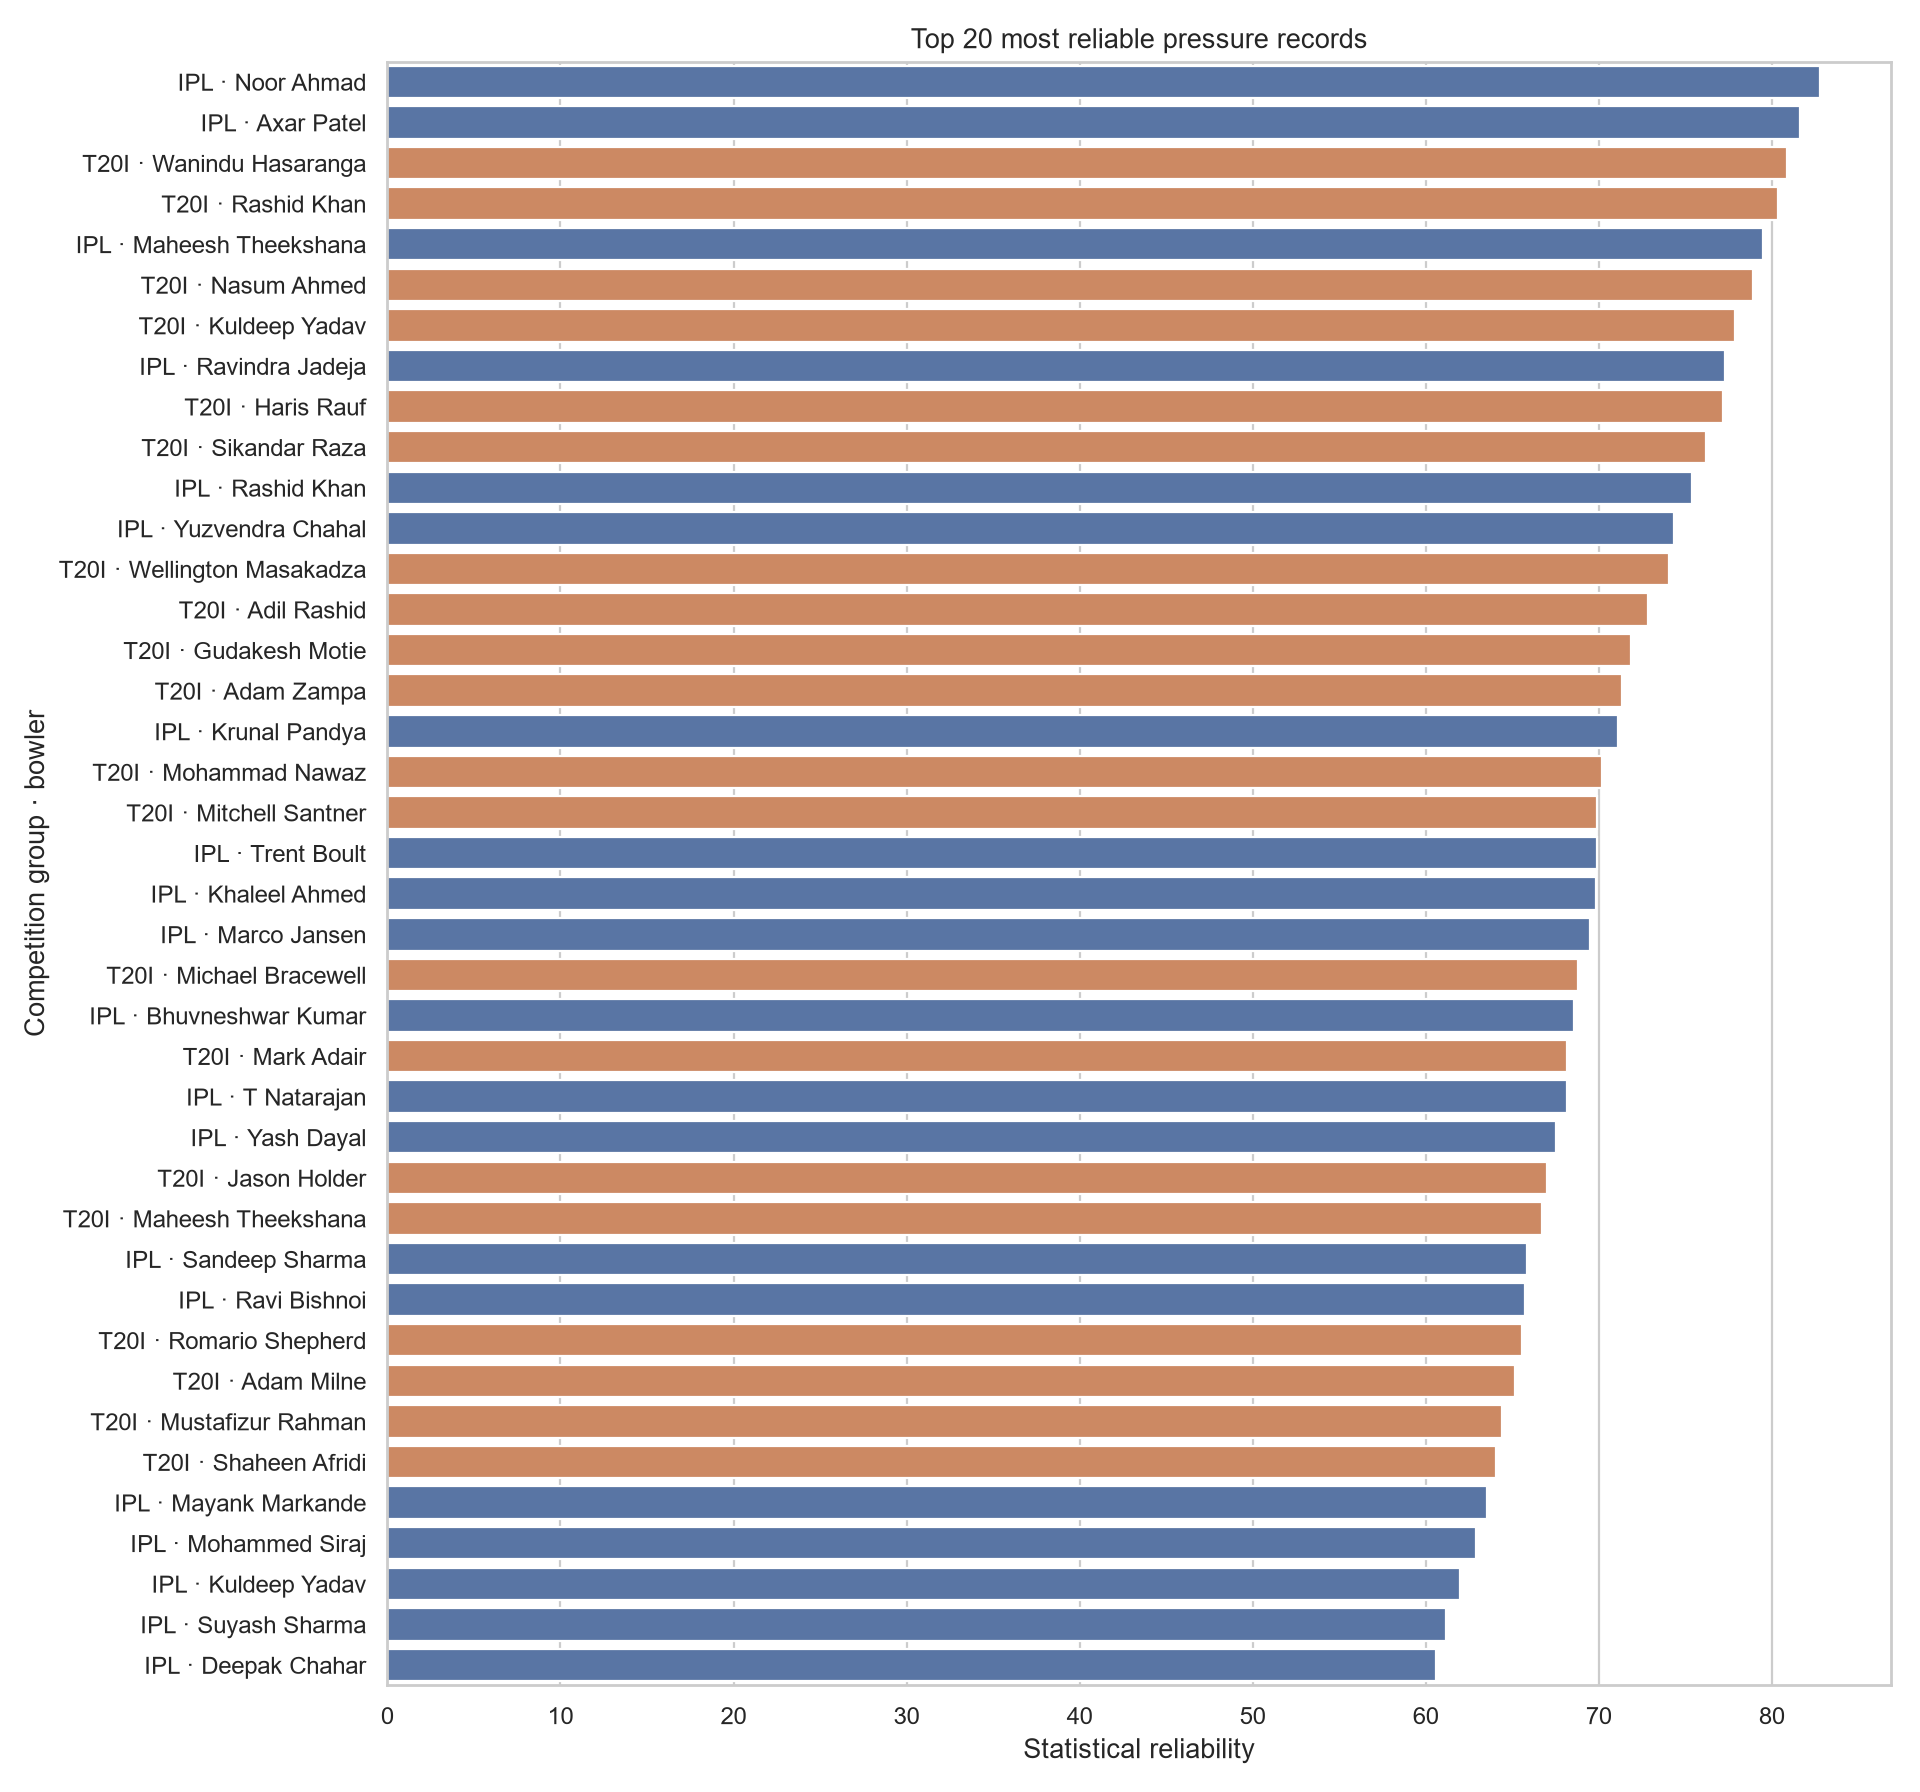 Top 20 most reliable pressure records
IPL · Noor Ahmad
IPL · Axar Patel
T20I · Wanindu Hasaranga
T20I · Rashid Khan
IPL · Maheesh Theekshana
T20I · Nasum Ahmed
T20I · Kuldeep Yadav
IPL · Ravindra Jadeja
T20I · Haris Rauf
T20I · Sikandar Raza
IPL · Rashid Khan
IPL · Yuzvendra Chahal
T20I · Wellington Masakadza
T20I · Adil Rashid
T20I · Gudakesh Motie
T20I · Adam Zampa
IPL · Krunal Pandya
T20I · Mohammad Nawaz
T20I · Mitchell Santner
IPL · Trent Boult
IPL · Khaleel Ahmed
IPL · Marco Jansen
T20I · Michael Bracewell
IPL · Bhuvneshwar Kumar
T20I · Mark Adair
IPL · T Natarajan
IPL · Yash Dayal
T20I · Jason Holder
T20I · Maheesh Theekshana
IPL · Sandeep Sharma
IPL · Ravi Bishnoi
T20I · Romario Shepherd
T20I · Adam Milne
T20I · Mustafizur Rahman
T20I · Shaheen Afridi
IPL · Mayank Markande
IPL · Mohammed Siraj
IPL · Kuldeep Yadav
IPL · Suyash Sharma
IPL · Deepak Chahar
Competition group · bowler
0 10 20 30 40 50 60 70 80
Statistical reliability